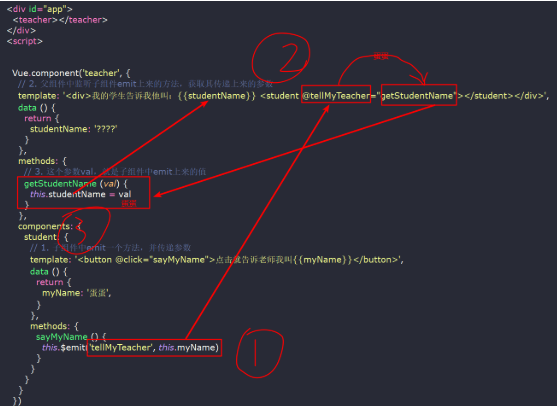 <div id="app">
<teacher></teacher>
</div>
<script>
②
Vue.component('teacher', {
// 2. 父组件中监听子组件emit上来的方法，获取其传递上来的参数
template: '<div>我的学生告诉我他叫：{{studentName}} <student @tellMyTeacher="getStudentName"></student></div>',
data () {
return {
studentName: '????'
}
},
methods: {
// 3. 这个参数val，就是子组件中emit上来的值
getStudentName (val) {
this.studentName = val
}
},
③
components: {
student: {
// 1. 子组件中emit一个方法，并传递参数
template: '<button @click="sayMyName">点击就告诉老师我叫{{myName}}</button>',
data () {
return {
myName: '蛋蛋',
}
},
methods: {
sayMyName () {
this.$emit('tellMyTeacher', this.myName)
①
}
}
}
}
})